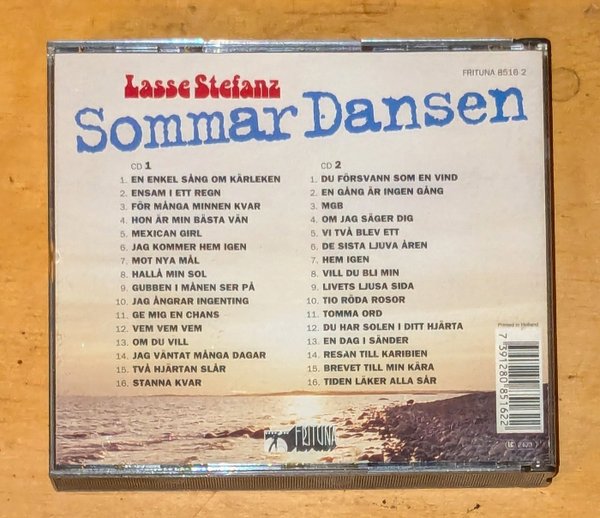 FRITUNA 8516 2
Lasse Stefanz
Sommar Dansen
CD 1
1. EN ENKEL SÅNG OM KÄRLEKEN
2. ENSAM I ETT REGN
3. FÖR MÅNGA MINNEN KVAR
4. HON ÄR MIN BÄSTA VÄN
5. MEXICAN GIRL
6. JAG KOMMER HEM IGEN
7. MOT NYA MÅL
8. HALLÅ MIN SOL
9. GUBBEN I MÅNEN SER PÅ
10. JAG ÅNGRAR INGENTING
11. GE MIG EN CHANS
12. VEM VEM VEM
13. OM DU VILL
14. JAG VÄNTAT MÅNGA DAGAR
15. TVÅ HJÄRTAN SLÅR
16. STANNA KVAR
CD 2
1. DU FÖRSVANN SOM EN VIND
2. EN GÅNG ÄR INGEN GÅNG
3. MGB
4. OM JAG SÄGER DIG
5. VI TVÅ BLEV ETT
6. DE SISTA LJUVA ÅREN
7. HEM IGEN
8. VILL DU BLI MIN
9. LIVETS LJUSA SIDA
10. TIO RÖDA ROSOR
11. TOMMA ORD
12. DU HAR SOLEN I DITT HJÄRTA
13. EN DAG I SÄNDER
14. RESAN TILL KARIBIEN
15. BREVET TILL MIN KÄRA
16. TIDEN LÄKER ALLA SÅR
Printed in Holland
7 391280 851622
FRITUNA